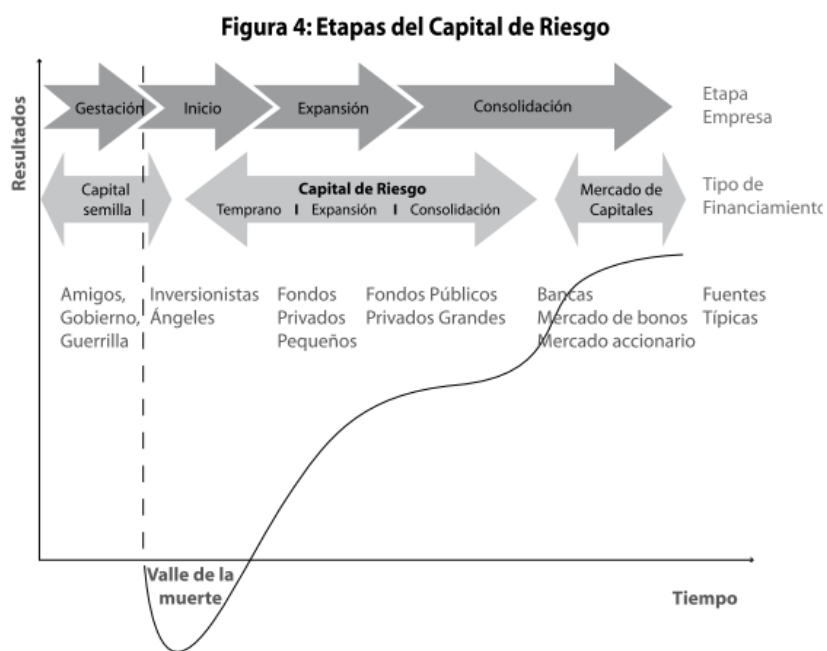 Figura 4: Etapas del Capital de Riesgo
Resultados
Gestación
Inicio
Expansión
Consolidación
Etapa
Empresa
Capital
semilla
Capital de Riesgo
Temprano I Expansión I Consolidación
Mercado de
Capitales
Tipo de
Financiamiento
Amigos,
Gobierno,
Guerrilla
Inversionistas
Ángeles
Fondos
Privados
Pequeños
Fondos Públicos
Privados Grandes
Bancas
Mercado de bonos
Mercado accionario
Fuentes
Típicas
Valle de la
muerte
Tiempo